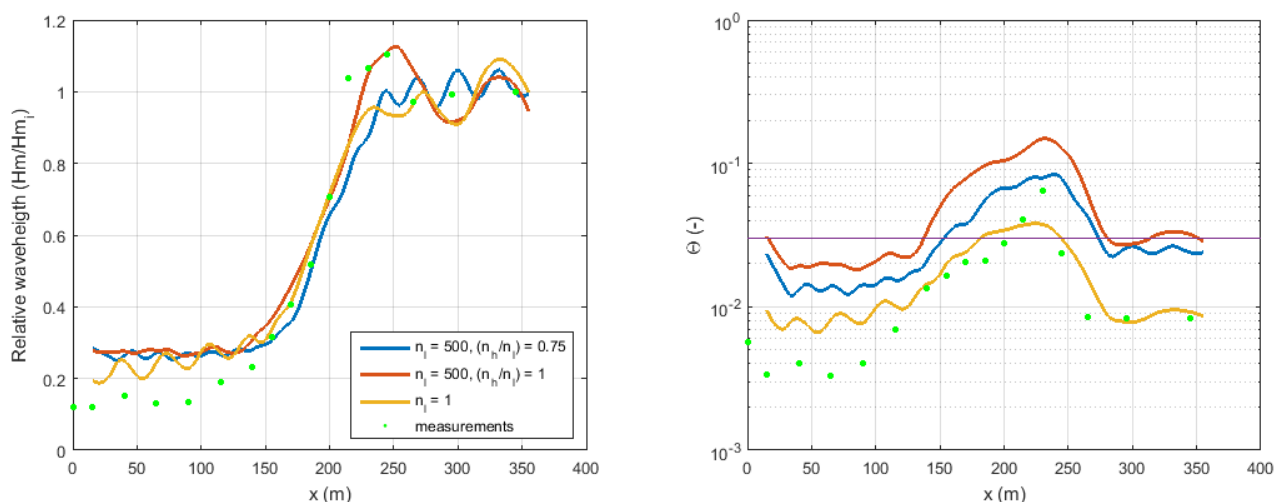 1.2
1
0.8
0.6
0.4
0.2
0
Relative waveheigth (Hm/Hm_i)
n_l = 500, (n_h/n_l) = 0.75
n_l = 500, (n_h/n_l) = 1
n_l = 1
measurements
0 50 100 150 200 250 300 350 400
x (m)
10^0
10^-1
10^-2
10^-3
Θ (-)
0 50 100 150 200 250 300 350 400
x (m)